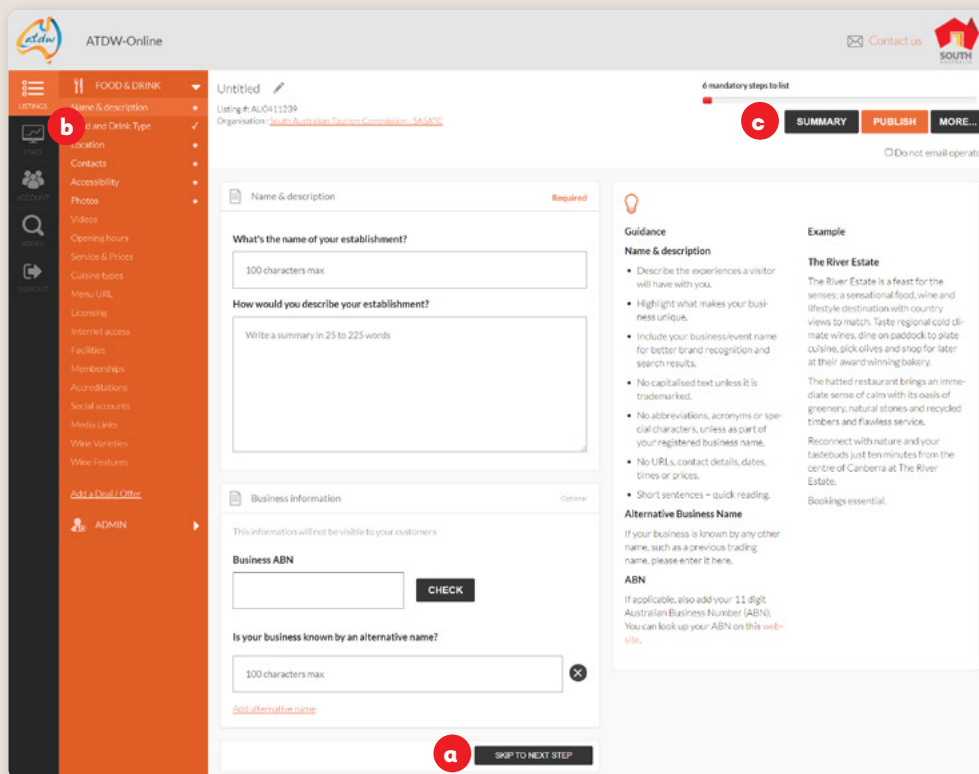 atdw
ATDW-Online
Contact us
SOUTH
AUSTRALIA
LISTINGS
STATS
ACCOUNT
ADMIN
SIGN OUT
b
FOOD & DRINK
Name & description
and Drink Type
Location
Contacts
Accessibility
Photos
Videos
Opening hours
Service & Prices
Cuisine types
Menu URL
Licensing
Internet access
Facilities
Memberships
Accreditations
Social accounts
Media Links
Wine Varieties
Wine Features
Add a Deal / Offer
ADMIN
Untitled
Listing #: AU0411239
Organisation: South Australian Tourism Commission - SASATC
6 mandatory steps to list
c
SUMMARY
PUBLISH
MORE...
Do not email operato
Name & description
Required
What's the name of your establishment?
100 characters max
How would you describe your establishment?
Write a summary in 25 to 225 words
Business information
Optional
This information will not be visible to your customers
Business ABN
CHECK
Is your business known by an alternative name?
100 characters max
Add alternative name
a
SKIP TO NEXT STEP
Guidance
Name & description
• Describe the experiences a visitor
will have with you.
• Highlight what makes your busi-
ness unique.
• Include your business/event name
for better brand recognition and
search results.
• No capitalised text unless it is
trademarked.
• No abbreviations, acronyms or spe-
cial characters, unless as part of
your registered business name.
• No URLs, contact details, dates,
times or prices.
• Short sentences = quick reading.
Alternative Business Name
If your business is known by any other
name, such as a previous trading
name, please enter it here.
ABN
If applicable, also add your 11 digit
Australian Business Number (ABN).
You can look up your ABN on this web-
site.
Example
The River Estate
The River Estate is a feast for the
senses; a sensational food, wine and
lifestyle destination with country
views to match. Taste regional cold cli-
mate wines, dine on paddock to plate
cuisine, pick olives and shop for later
at their award winning bakery.
The hatted restaurant brings an imme-
diate sense of calm with its oasis of
greenery, natural stones and recycled
timbers and flawless service.
Reconnect with nature and your
tastebuds just ten minutes from the
centre of Canberra at The River
Estate.
Bookings essential.